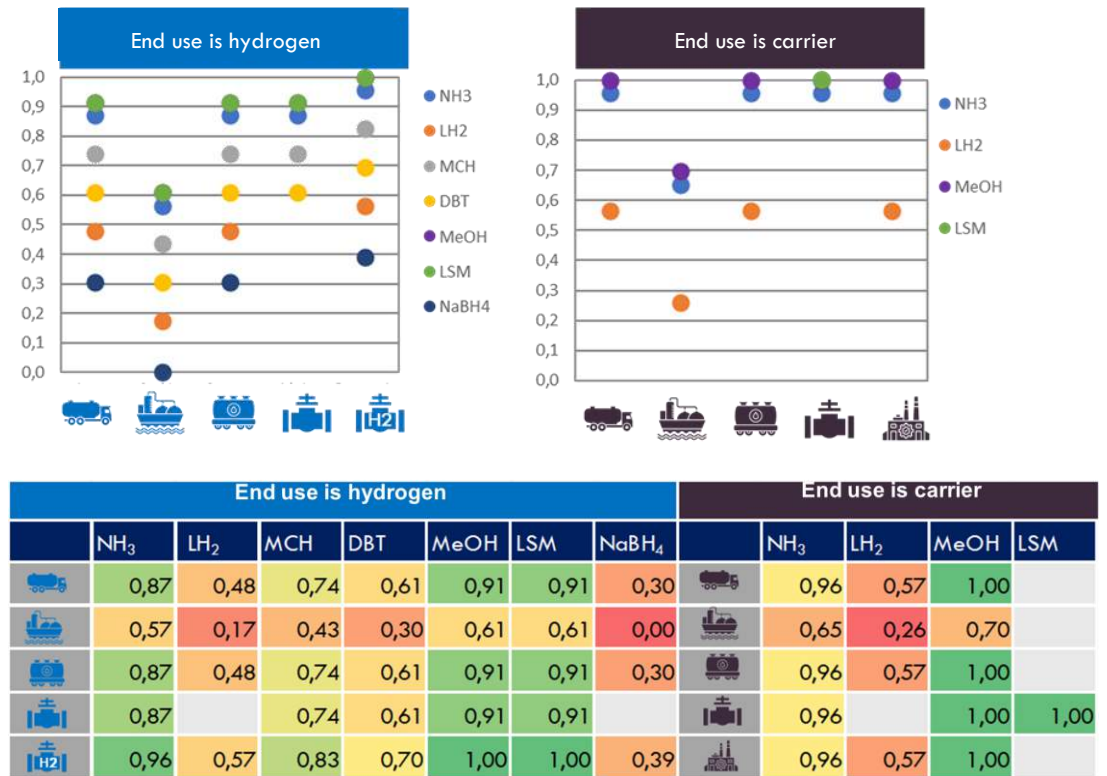 End use is hydrogen
1,0
0,9
0,8
0,7
0,6
0,5
0,4
0,3
0,2
0,1
0,0
NH3
LH2
MCH
DBT
MeOH
LSM
NaBH4
H2
End use is carrier
1,0
0,9
0,8
0,7
0,6
0,5
0,4
0,3
0,2
0,1
0,0
NH3
LH2
MeOH
LSM
End use is hydrogen End use is carrier
NH₃ LH₂ MCH DBT MeOH LSM NaBH₄ NH₃ LH₂ MeOH LSM
0,87 0,48 0,74 0,61 0,91 0,91 0,30 0,96 0,57 1,00
0,57 0,17 0,43 0,30 0,61 0,61 0,00 0,65 0,26 0,70
0,87 0,48 0,74 0,61 0,91 0,91 0,30 0,96 0,57 1,00
0,87 0,74 0,61 0,91 0,91 0,96 1,00 1,00
H2 0,96 0,57 0,83 0,70 1,00 1,00 0,39 0,96 0,57 1,00